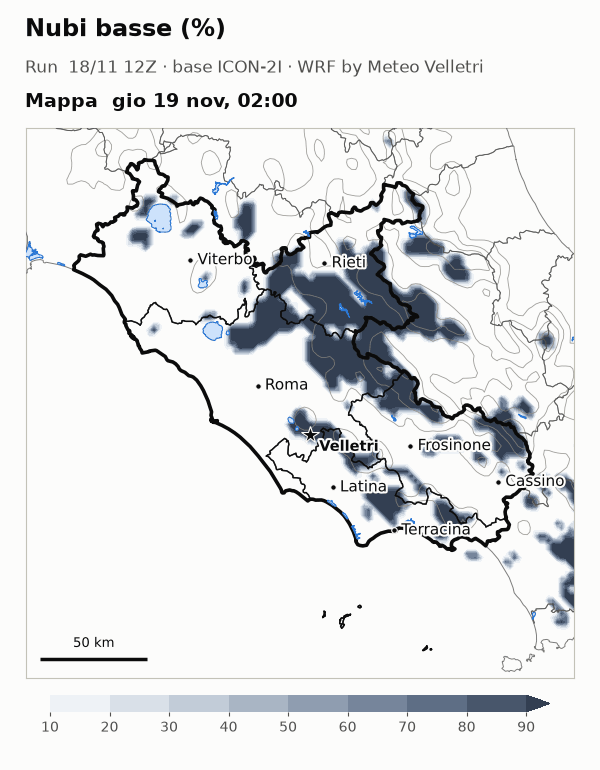 Nubi basse (%)
Run  18/11 12Z · base ICON-2I · WRF by Meteo Velletri
Mappa  gio 19 nov, 02:00
Viterbo
Rieti
Roma
Velletri
Frosinone
Cassino
Latina
Terracina
50 km
10 20 30 40 50 60 70 80 90